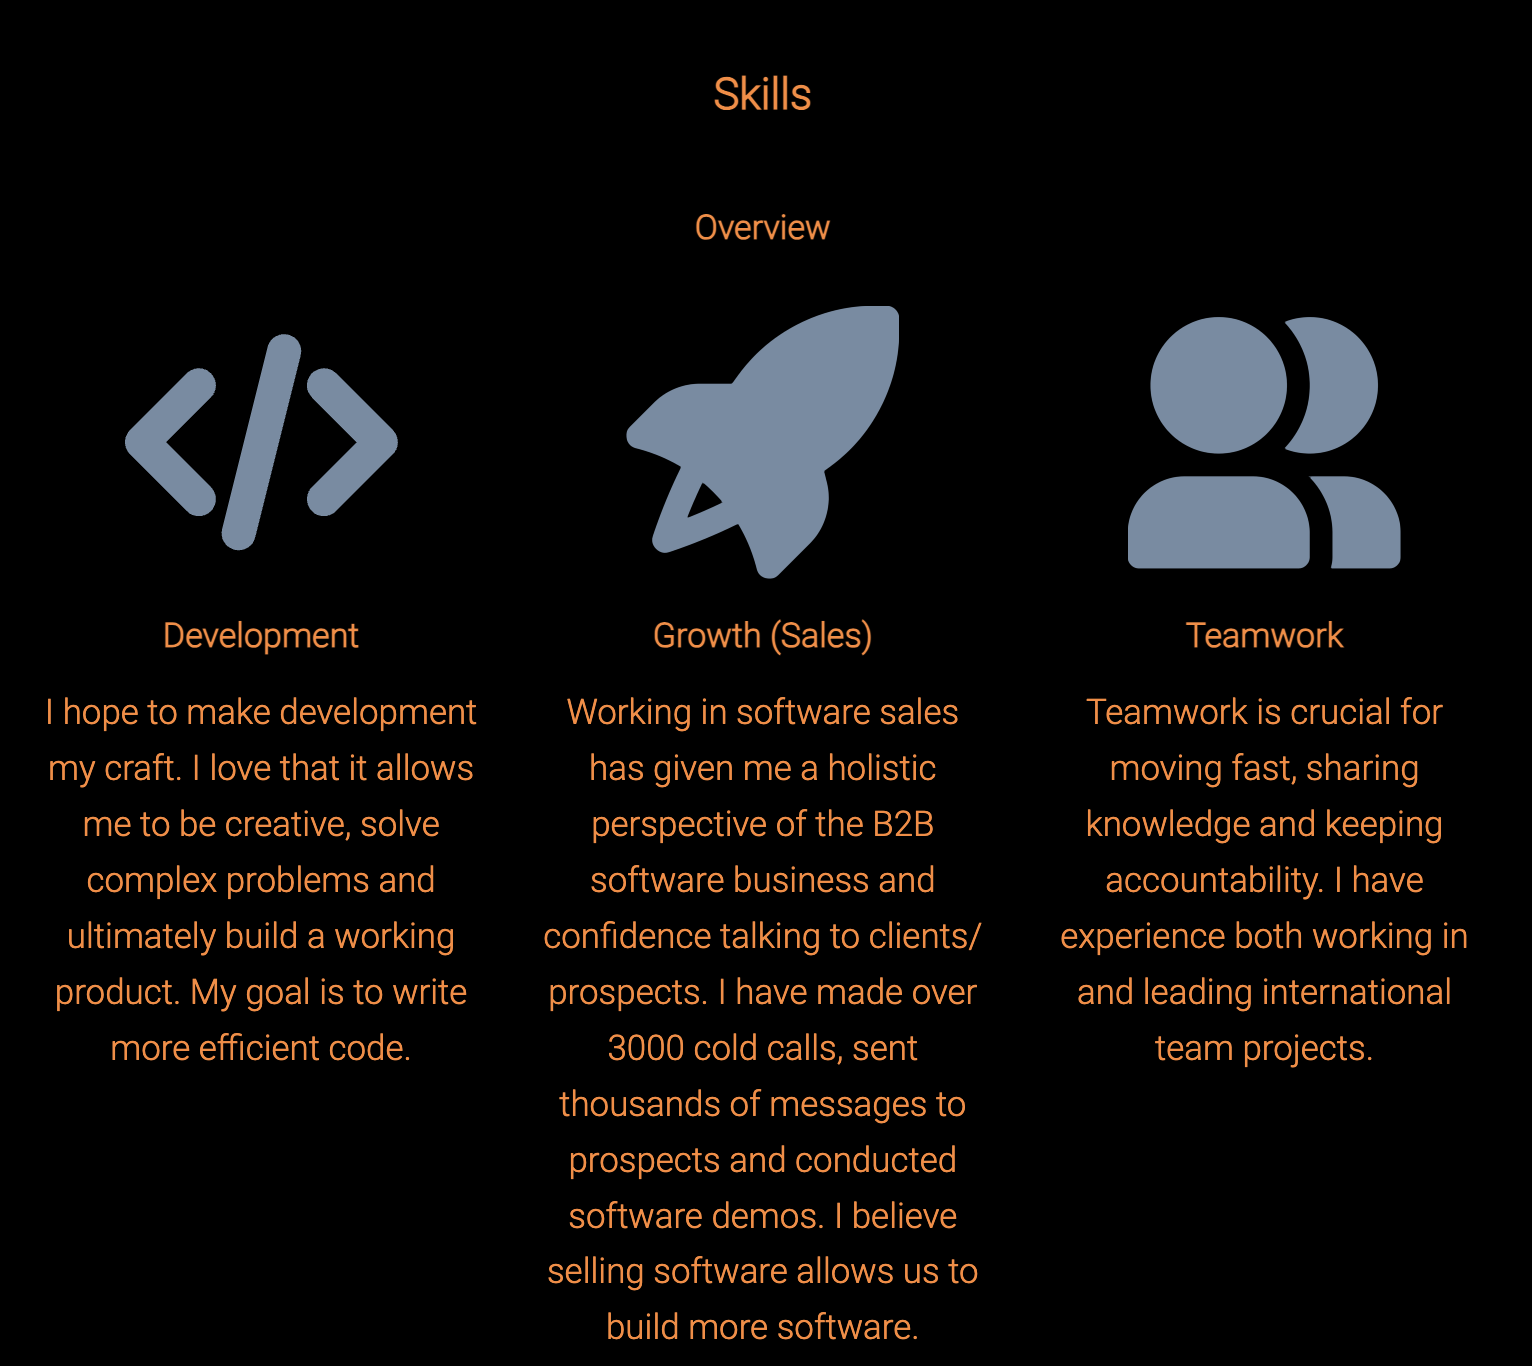 Skills
Overview
Development
I hope to make development
my craft. I love that it allows
me to be creative, solve
complex problems and
ultimately build a working
product. My goal is to write
more efficient code.
Growth (Sales)
Working in software sales
has given me a holistic
perspective of the B2B
software business and
confidence talking to clients/
prospects. I have made over
3000 cold calls, sent
thousands of messages to
prospects and conducted
software demos. I believe
selling software allows us to
build more software.
Teamwork
Teamwork is crucial for
moving fast, sharing
knowledge and keeping
accountability. I have
experience both working in
and leading international
team projects.